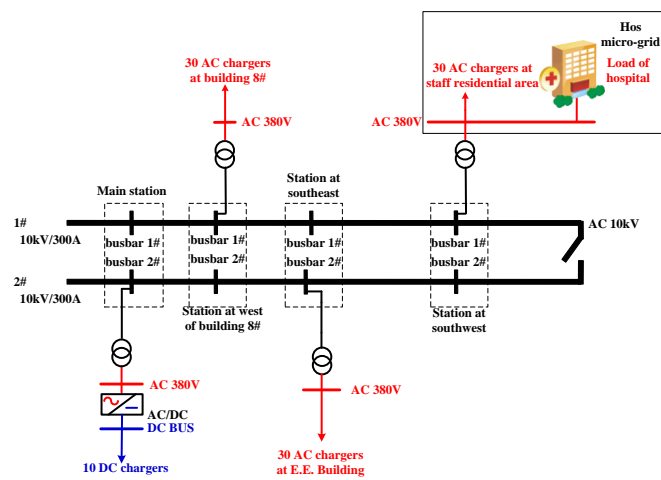 Hos
micro-grid
Load of
hospital
30 AC chargers
at building 8#
30 AC chargers at
staff residential area
AC 380V
AC 380V
Main station
Station at
southeast
1#
10kV/300A
busbar 1#
busbar 1#
busbar 1#
busbar 1#
AC 10kV
2#
10kV/300A
busbar 2#
busbar 2#
busbar 2#
busbar 2#
Station at west
of building 8#
Station at
southwest
AC 380V
AC 380V
AC/DC
DC BUS
10 DC chargers
30 AC chargers
at E.E. Building